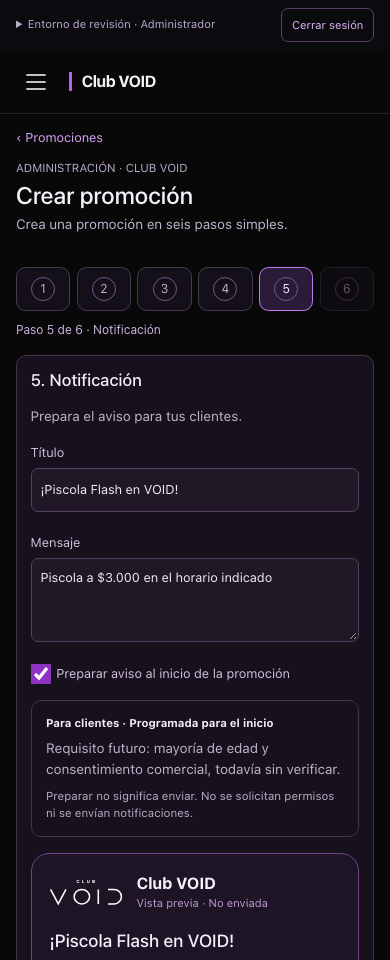 ▶ Entorno de revisión · Administrador
Cerrar sesión
Club VOID
‹ Promociones
ADMINISTRACIÓN · CLUB VOID
Crear promoción
Crea una promoción en seis pasos simples.
1 2 3 4 5 6
Paso 5 de 6 · Notificación
5. Notificación
Prepara el aviso para tus clientes.
Título
¡Piscola Flash en VOID!
Mensaje
Piscola a $3.000 en el horario indicado
Preparar aviso al inicio de la promoción
Para clientes · Programada para el inicio
Requisito futuro: mayoría de edad y
consentimiento comercial, todavía sin verificar.
Preparar no significa enviar. No se solicitan permisos
ni se envían notificaciones.
CLUB
VOID
Club VOID
Vista previa · No enviada
¡Piscola Flash en VOID!